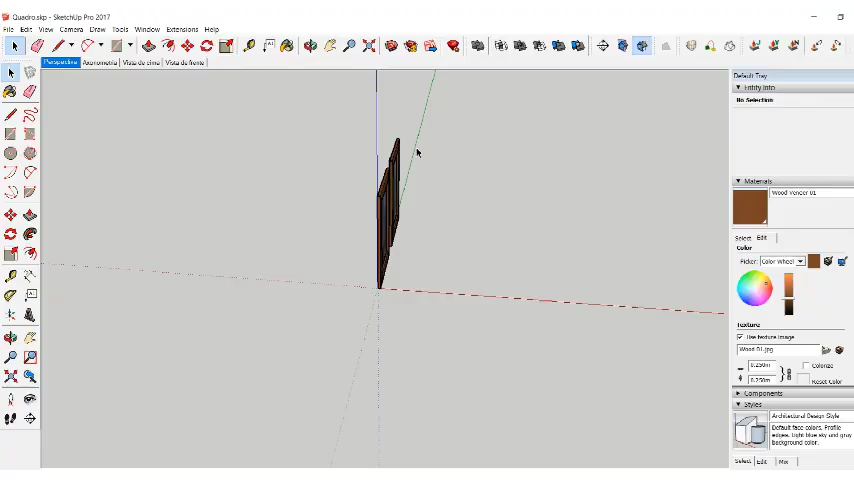 Quadro.skp - SketchUp Pro 2017
File Edit View Camera Draw Tools Window Extensions Help
Perspectiva Axonometria Vista de cima Vista de frente
Default Tray
Entity Info
No Selection
Materials
Wood Veneer 01
Select Edit
Color
Picker: Color Wheel
Texture
Use texture image
Wood 01.jpg
0.250m
Colorize
0.250m
Reset Color
Components
Styles
Architectural Design Style
Default face colors. Profile
edges. Light blue sky and gray
background color.
Select Edit Mix